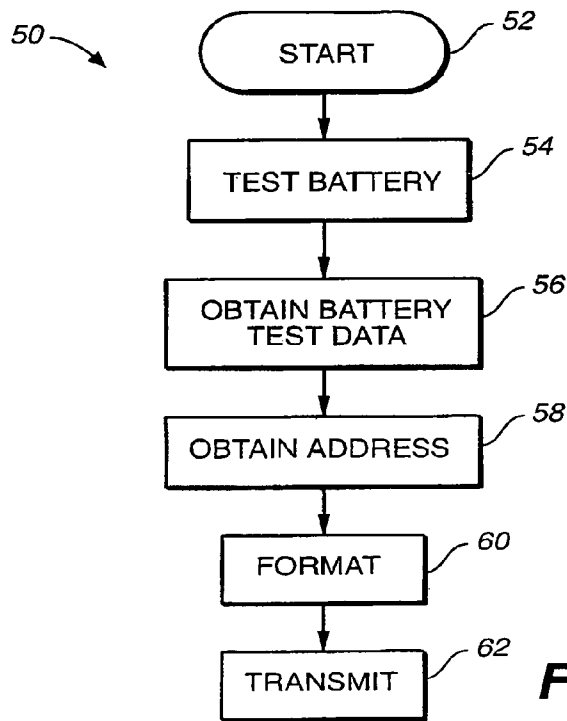 50
52
START
54
TEST BATTERY
56
OBTAIN BATTERY
TEST DATA
58
OBTAIN ADDRESS
60
FORMAT
62
TRANSMIT
F